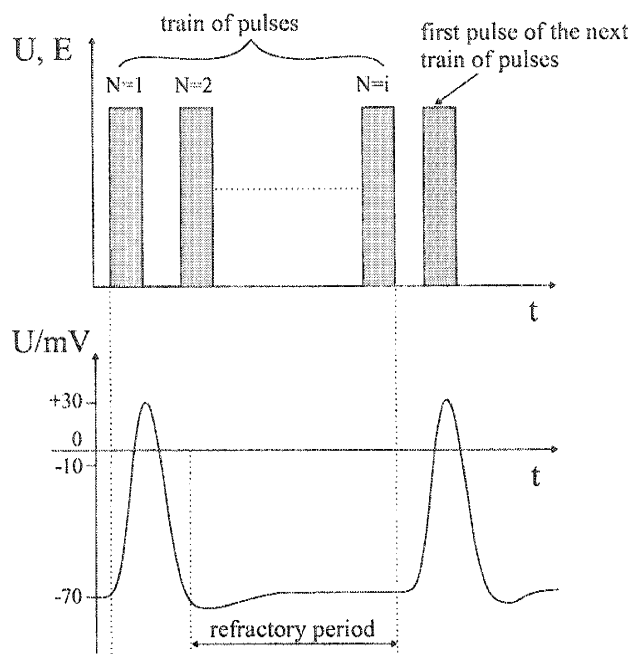 train of pulses
first pulse of the next
train of pulses
U, E
N=1
N=2
N=i
t
U/mV
+30
0
-10
t
-70
refractory period